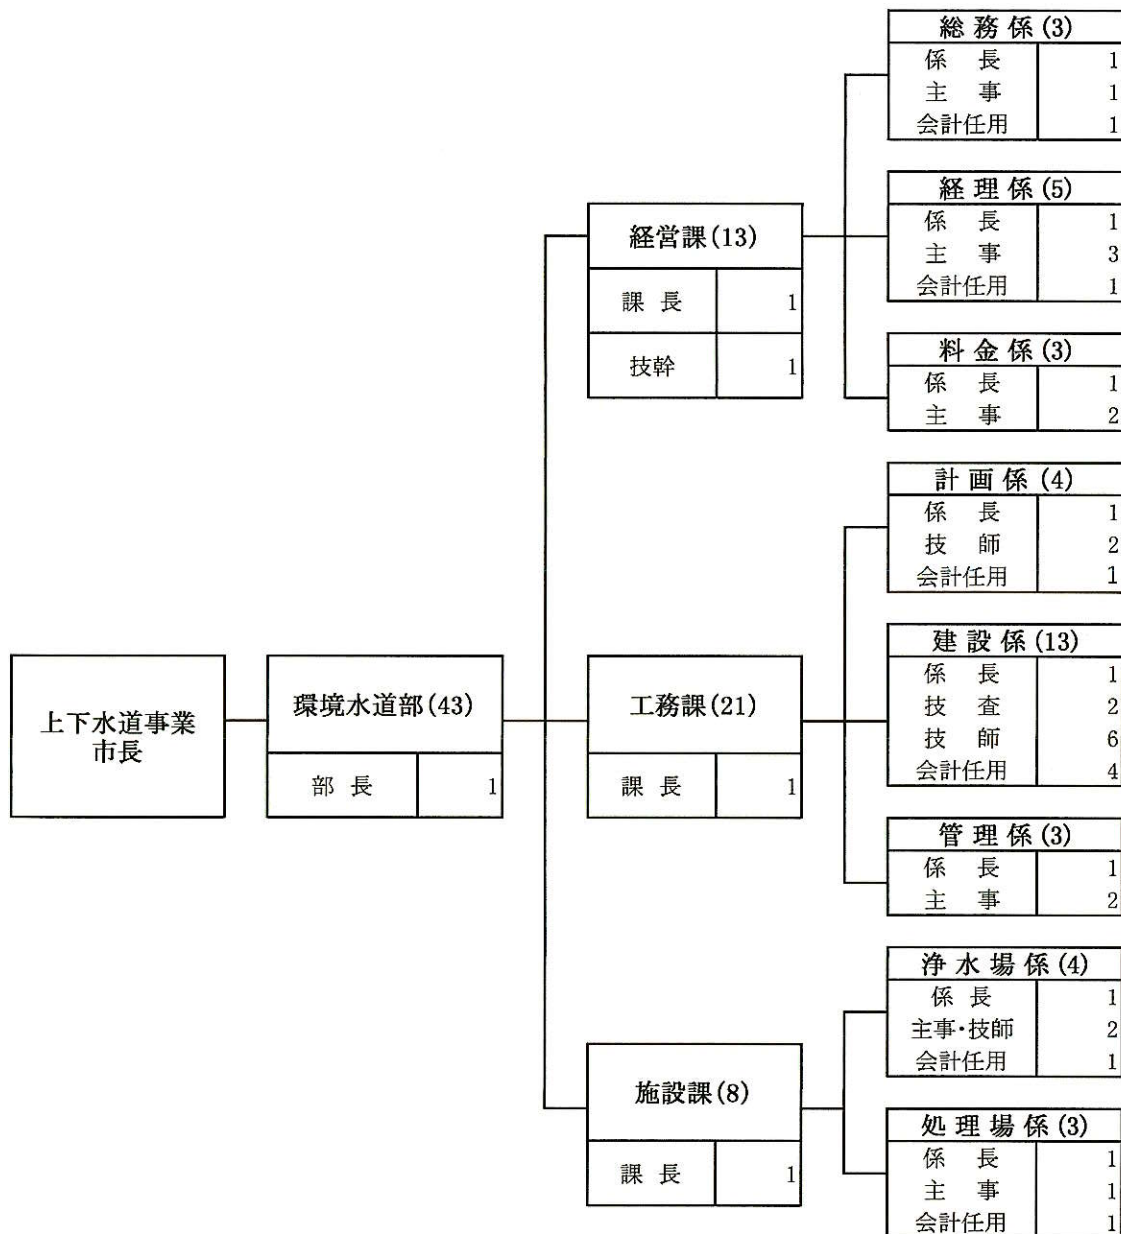 上下水道事業
市長
環境水道部(43)
部 長 1
経営課(13)
課 長 1
技幹 1
総 務 係 (3)
係 長 1
主 事 1
会計任用 1
経 理 係 (5)
係 長 1
主 事 3
会計任用 1
料 金 係 (3)
係 長 1
主 事 2
工務課(21)
課 長 1
計 画 係 (4)
係 長 1
技 師 2
会計任用 1
建 設 係 (13)
係 長 1
技 査 2
技 師 6
会計任用 4
管 理 係 (3)
係 長 1
主 事 2
施設課(8)
課 長 1
浄 水 場 係 (4)
係 長 1
主事・技師 2
会計任用 1
処 理 場 係 (3)
係 長 1
主 事 1
会計任用 1